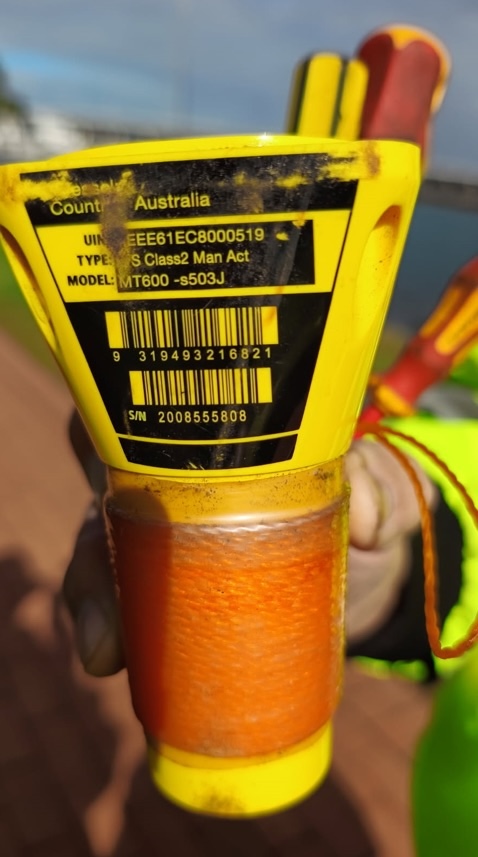 Australia
EEE61EC8000519
S Class2 Man Act
MODEL: MT600 -s503J
9 319493216821
S/N 2008555808